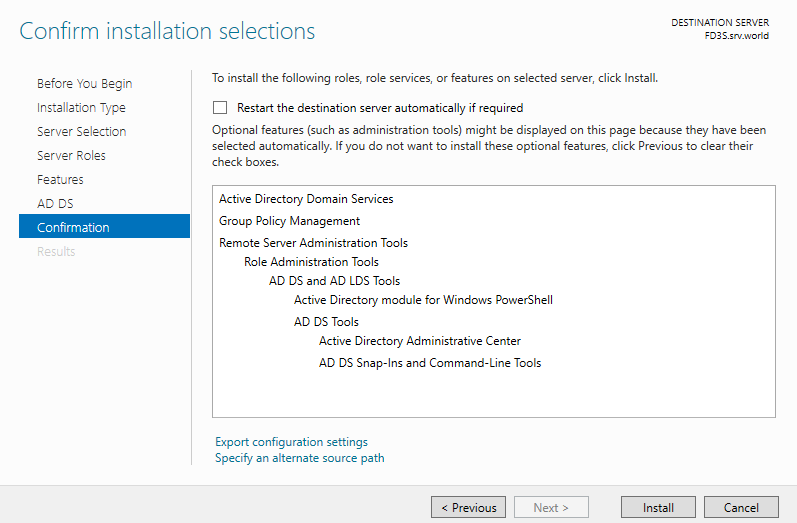 Confirm installation selections
DESTINATION SERVER
FD3S.srv.world
Before You Begin
Installation Type
Server Selection
Server Roles
Features
AD DS
Confirmation
Results
To install the following roles, role services, or features on selected server, click Install.
Restart the destination server automatically if required
Optional features (such as administration tools) might be displayed on this page because they have been
selected automatically. If you do not want to install these optional features, click Previous to clear their
check boxes.
Active Directory Domain Services
Group Policy Management
Remote Server Administration Tools
Role Administration Tools
AD DS and AD LDS Tools
Active Directory module for Windows PowerShell
AD DS Tools
Active Directory Administrative Center
AD DS Snap-Ins and Command-Line Tools
Export configuration settings
Specify an alternate source path
< Previous
Next >
Install
Cancel